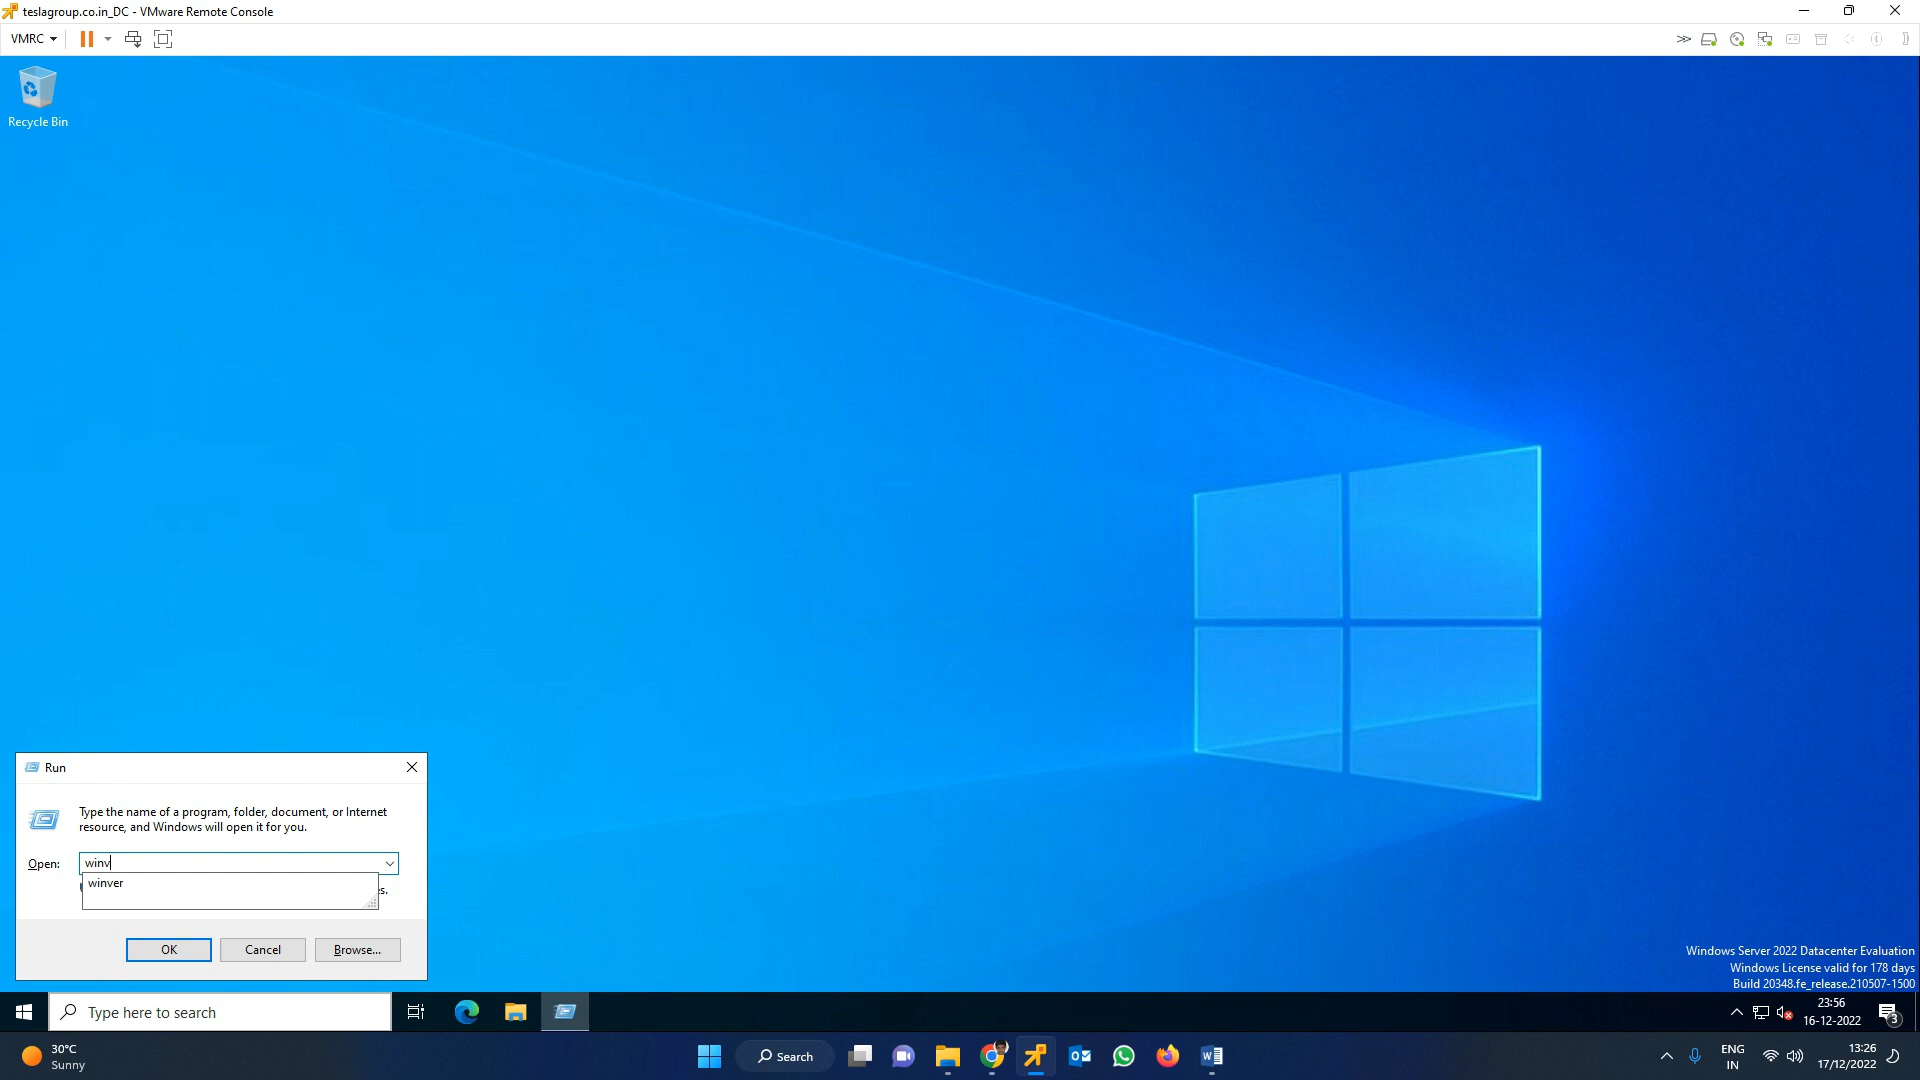 teslagroup.co.in_DC - VMware Remote Console
VMRC
Recycle Bin
Run
Type the name of a program, folder, document, or Internet
resource, and Windows will open it for you.
Open:
winv
winver
es.
OK
Cancel
Browse...
Windows Server 2022 Datacenter Evaluation
Windows License valid for 178 days
Build 20348.fe_release.210507-1500
Type here to search
23:56
16-12-2022
3
30°C
Sunny
Search
ENG
IN
13:26
17/12/2022